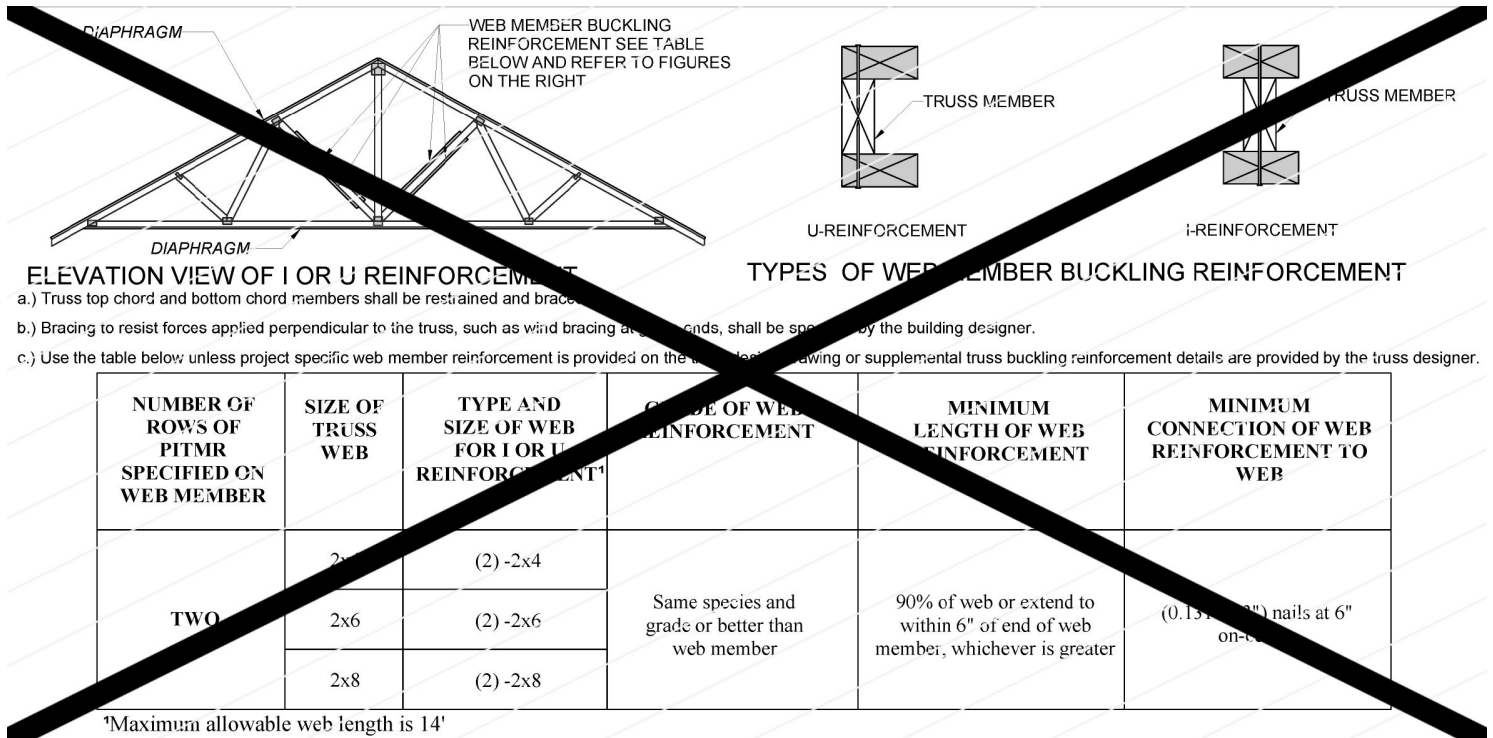 DIAPHRAGM
WEB MEMBER BUCKLING
REINFORCEMENT SEE TABLE
BELOW AND REFER TO FIGURES
ON THE RIGHT
TRUSS MEMBER
TRUSS MEMBER
DIAPHRAGM
U-REINFORCEMENT
I-REINFORCEMENT
ELEVATION VIEW OF I OR U REINFORCEMENT
TYPES OF WEB MEMBER BUCKLING REINFORCEMENT
a.) Truss top chord and bottom chord members shall be restrained and braced
b.) Bracing to resist forces applied perpendicular to the truss, such as wind bracing at ends, shall be by the building designer.
c.) Use the table below unless project specific web member reinforcement is provided on the drawing or supplemental truss buckling reinforcement details are provided by the truss designer.
NUMBER OF
ROWS OF
PITMR
SPECIFIED ON
WEB MEMBER
SIZE OF
TRUSS
WEB
TYPE AND
SIZE OF WEB
FOR I OR U
REINFORCEMENT¹
GRADE OF WEB
REINFORCEMENT
MINIMUM
LENGTH OF WEB
REINFORCEMENT
MINIMUM
CONNECTION OF WEB
REINFORCEMENT TO
WEB
TWO
(2) -2x4
2x6
(2) -2x6
2x8
(2) -2x8
Same species and
grade or better than
web member
90% of web or extend to
within 6" of end of web
member, whichever is greater
nails at 6"
¹Maximum allowable web length is 14'